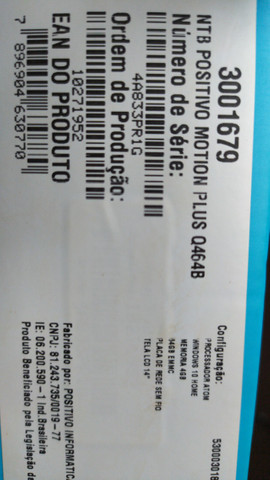 3001679
NTB POSITIVO MOTION PLUS Q464B
Número de Série:
4A833PR1G
Ordem de Produção:
10271952
EAN DO PRODUTO
7 896904 630770
53000301
Configuração:
PROCESSADOR ATOM
WINDOWS 10 HOME
MEMORIA 4GB
64GB EMMC
PLACA DE REDE SEM FIO
TELA LCD 14"
Fabricado por: POSITIVO INFORMATIC
CNPJ: 81.243.735/0019-77
IE: 06.200.590-1 Ind. Brasileira
Produto Beneficiado pela Legislação de